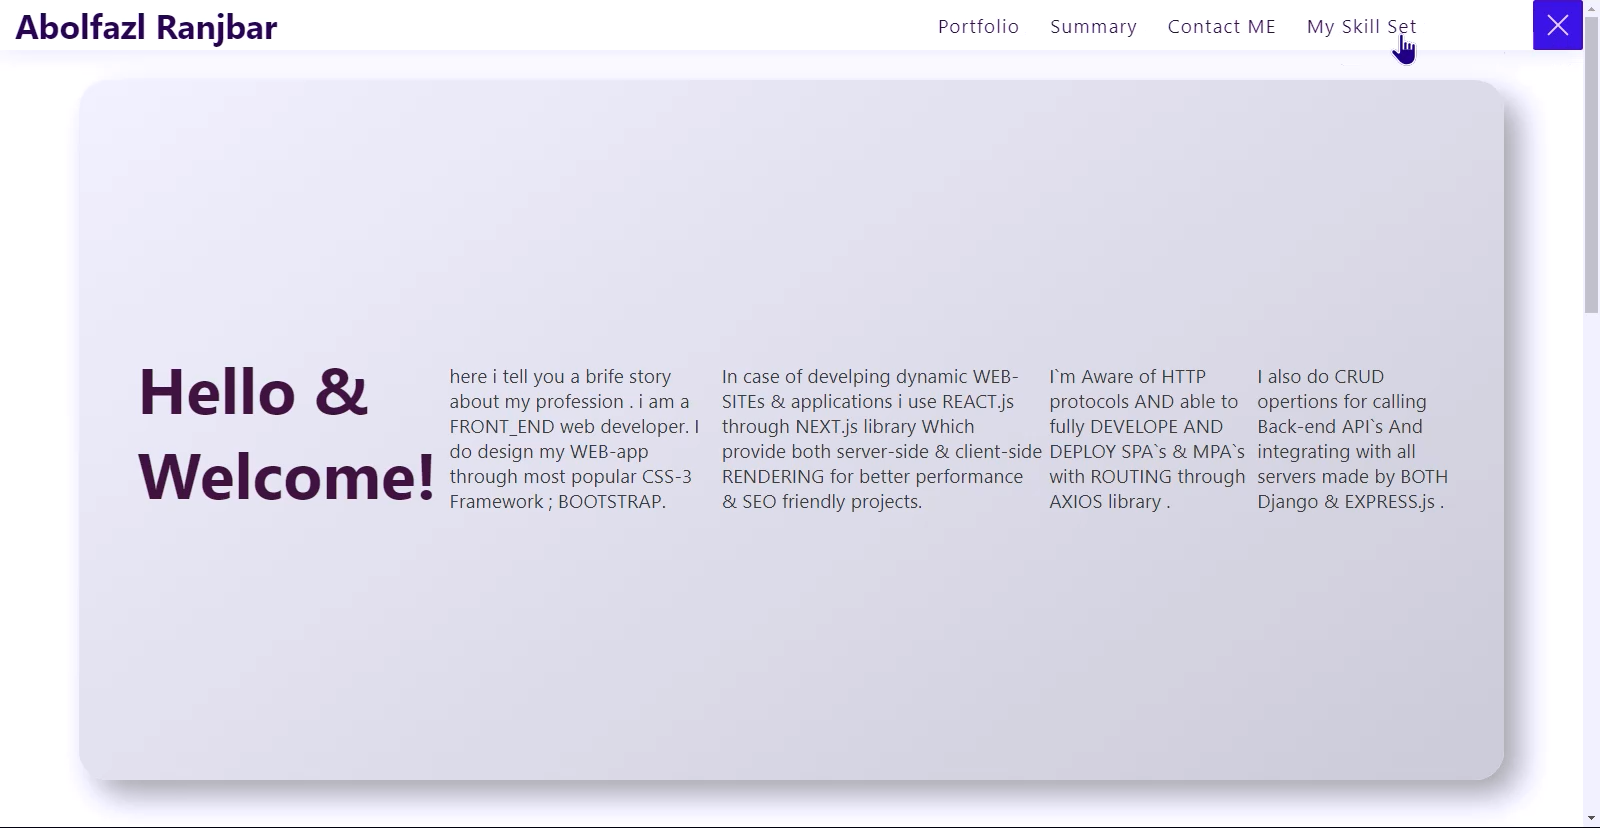 Abolfazl Ranjbar
Portfolio
Summary
Contact ME
My Skill Set
Hello &
Welcome!
here i tell you a brife story
about my profession . i am a
FRONT_END web developer. I
do design my WEB-app
through most popular CSS-3
Framework ; BOOTSTRAP.
In case of develping dynamic WEB-
SITEs & applications i use REACT.js
through NEXT.js library Which
provide both server-side & client-side
RENDERING for better performance
& SEO friendly projects.
I`m Aware of HTTP
protocols AND able to
fully DEVELOPE AND
DEPLOY SPA`s & MPA`s
with ROUTING through
AXIOS library .
I also do CRUD
opertions for calling
Back-end API`s And
integrating with all
servers made by BOTH
Django & EXPRESS.js .